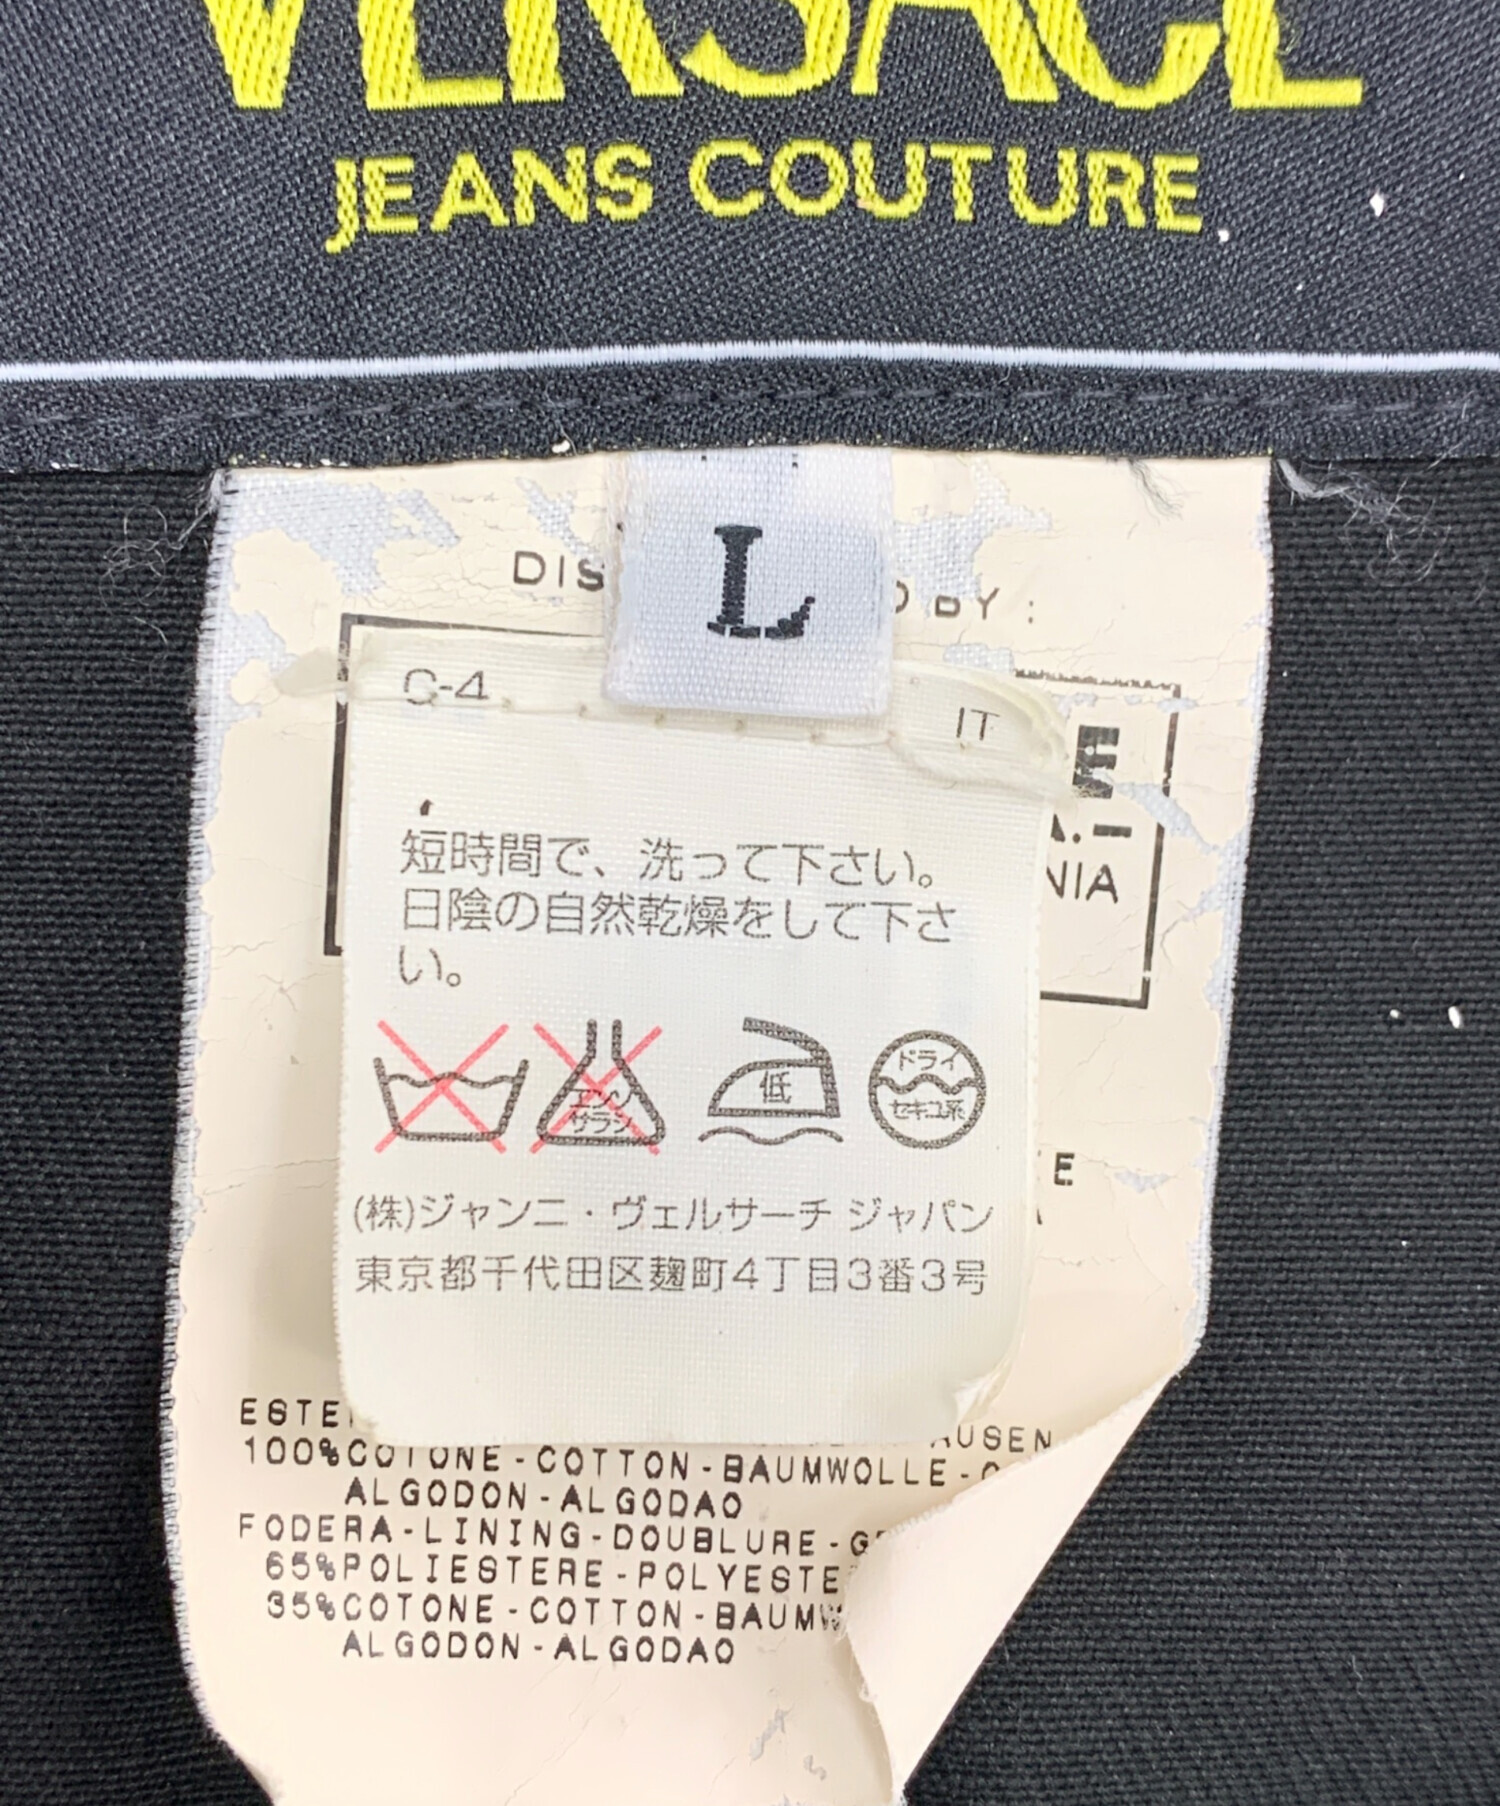 VERSACE
JEANS COUTURE
L
BY :
C-4
IT
短時間で、洗って下さい。
日陰の自然乾燥をして下さ
い。
エンソ
サラシ
低
ドライ
セキユ系
(株)ジャンニ・ヴェルサーチ ジャパン
東京都千代田区麹町4丁目3番3号
100%COTONE-COTTON-BAUMWOLLE-
ALGODON-ALGODAO
FODERA-LINING-DOUBLURE-
65%POLIESTERE-POLYESTE
35%COTONE-COTTON-BAUMW
ALGODON-ALGODAO